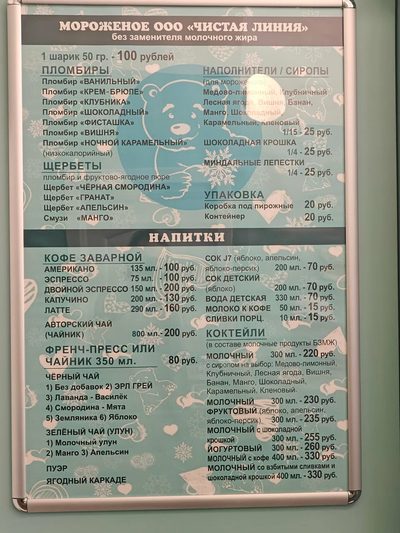 МОРОЖЕНОЕ ООО «ЧИСТАЯ ЛИНИЯ»
без заменителя молочного жира
1 шарик 50 гр. - 100 рублей
ПЛОМБИРЫ
Пломбир «ВАНИЛЬНЫЙ»
Пломбир «КРЕМ-БРЮЛЕ»
Пломбир «КЛУБНИКА»
Пломбир «ШОКОЛАДНЫЙ»
Пломбир «ФИСТАШКА»
Пломбир «ВИШНЯ»
Пломбир «НОЧНОЙ КАРАМЕЛЬНЫЙ»
(низкокалорийный)
ЩЕРБЕТЫ
пломбир и фруктово-ягодное пюре
Щербет «ЧЁРНАЯ СМОРОДИНА»
Щербет «ГРАНАТ»
Щербет «АПЕЛЬСИН»
Смузи «МАНГО»
НАПОЛНИТЕЛИ / СИРОПЫ
(для мороженого)
Медово-лимонный, Клубничный
Лесная ягода, Вишня, Банан,
Манго, Шоколадный,
Карамельный, Кленовый
1/15 - 25 руб.
ШОКОЛАДНАЯ КРОШКА
1/4 - 25 руб.
МИНДАЛЬНЫЕ ЛЕПЕСТКИ
1/4 - 25 руб.
УПАКОВКА
Коробка под пирожные 20 руб.
Контейнер 20 руб.
НАПИТКИ
КОФЕ ЗАВАРНОЙ
АМЕРИКАНО 135 мл. - 100 руб.
ЭСПРЕССО 75 мл. - 100 руб.
ДВОЙНОЙ ЭСПРЕССО 150 мл. - 200 руб.
КАПУЧИНО 200 мл. - 130 руб.
ЛАТТЕ 290 мл. - 160 руб.
АВТОРСКИЙ ЧАЙ
(ЧАЙНИК) 800 мл. - 200 руб.
ФРЕНЧ-ПРЕСС ИЛИ
ЧАЙНИК 350 мл. 80 руб.
ЧЕРНЫЙ ЧАЙ
1) Без добавок 2) ЭРЛ ГРЕЙ
3) Лаванда - Василёк
4) Смородина - Мята
5) Земляника 6) Яблоко
ЗЕЛЁНЫЙ ЧАЙ (УЛУН)
1) Молочный улун
2) Манго 3) Апельсин
ПУЭР
ЯГОДНЫЙ КАРКАДЕ
СОК J7 (яблоко, апельсин,
яблоко-персик) 200 мл. - 70 руб.
СОК ДЕТСКИЙ
(яблоко) 200 мл. - 70 руб.
ВОДА ДЕТСКАЯ 330 мл. - 70 руб.
МОЛОКО К КОФЕ 50 мл. - 15 руб.
СЛИВКИ ПОРЦ. 10 мл. - 15 руб.
КОКТЕЙЛИ
(в составе молочные продукты БЗМЖ)
МОЛОЧНЫЙ 300 мл. - 220 руб.
с сиропом на выбор: Медово-лимонный,
Клубничный, Лесная ягода, Вишня,
Банан, Манго, Шоколадный,
Карамельный, Кленовый.
МОЛОЧНЫЙ 300 мл. - 230 руб.
ФРУКТОВЫЙ (яблоко, апельсин,
яблоко-персик) 300 мл. - 235 руб.
МОЛОЧНЫЙ с шоколадной
крошкой 300 мл. - 255 руб.
ЙОГУРТОВЫЙ 300 мл. - 260 руб.
МОЛОЧНЫЙ с кофе 400 мл. - 330 руб.
МОЛОЧНЫЙ со взбитыми сливками и
шоколадной крошкой 400 мл. - 330 руб.